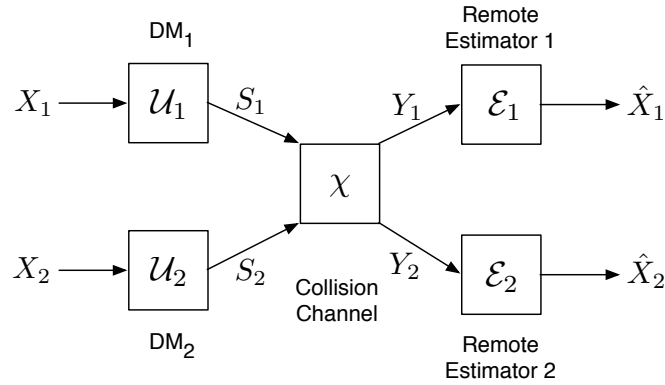 DM₁
Remote
Estimator 1
X₁
𝒰₁
S₁
Y₁
ℰ₁
X̂₁
χ
X₂
𝒰₂
S₂
Y₂
ℰ₂
X̂₂
Collision
Channel
DM₂
Remote
Estimator 2